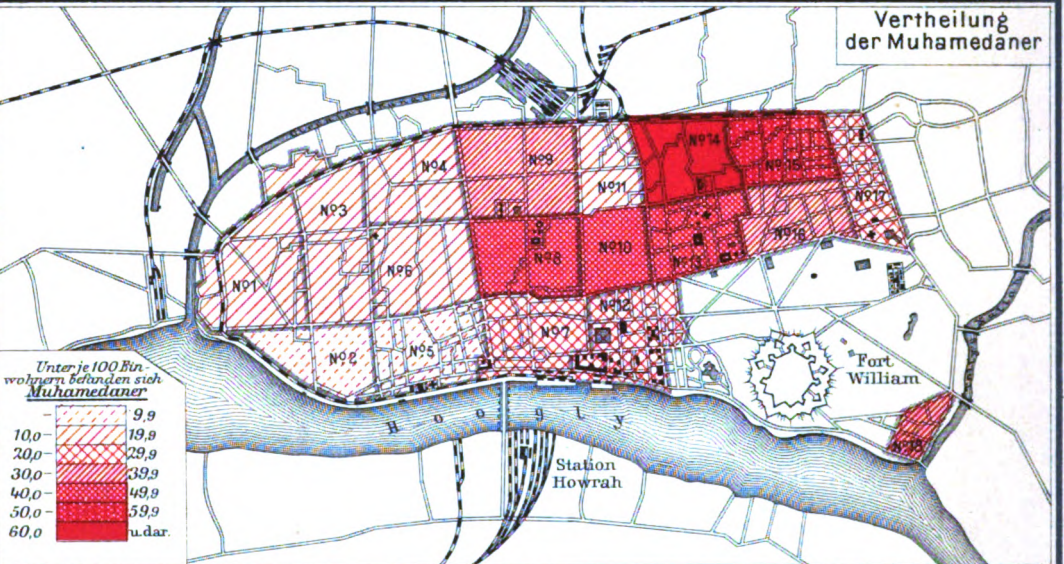 Vertheilung
der Muhamedaner
Nº14
Nº4
Nº9
Nº15
Nº11
Nº17
Nº3
Nº16
Nº8
Nº10
Nº13
Nº6
Nº1
Nº12
Nº7
Nº5
Nº2
Fort
William
Hoogly
Nº18
Station
Howrah
Unter je 100 Ein-
wohnern befanden sich
Muhamedaner
- 9,9
10,0- 19,9
20,0- 29,9
30,0- 39,9
40,0- 49,9
50,0- 59,9
60,0 u.dar.